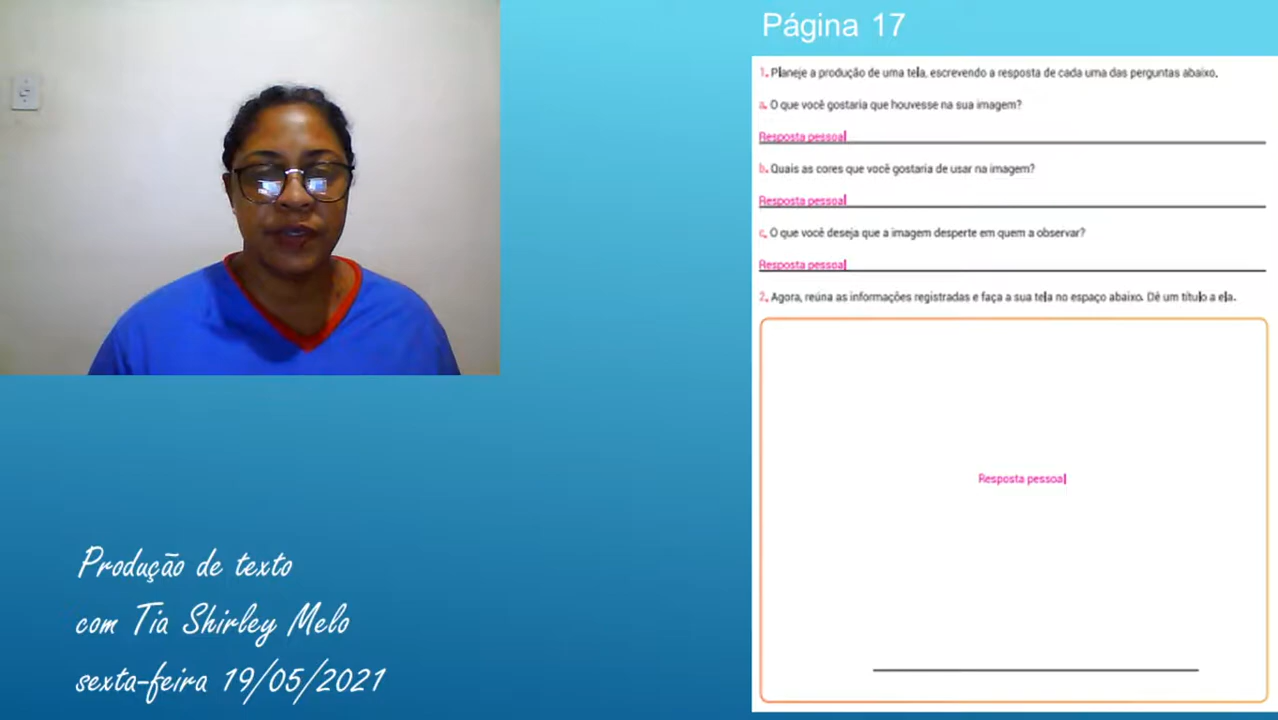 Página 17
1. Planeje a produção de uma tela, escrevendo a resposta de cada uma das perguntas abaixo.
a. O que você gostaria que houvesse na sua imagem?
Resposta pessoal
b. Quais as cores que você gostaria de usar na imagem?
Resposta pessoal
c. O que você deseja que a imagem desperte em quem a observar?
Resposta pessoal
2. Agora, reúna as informações registradas e faça a sua tela no espaço abaixo. Dê um título a ela.
Resposta pessoal
Produção de texto
com Tia Shirley Melo
sexta-feira 19/05/2021